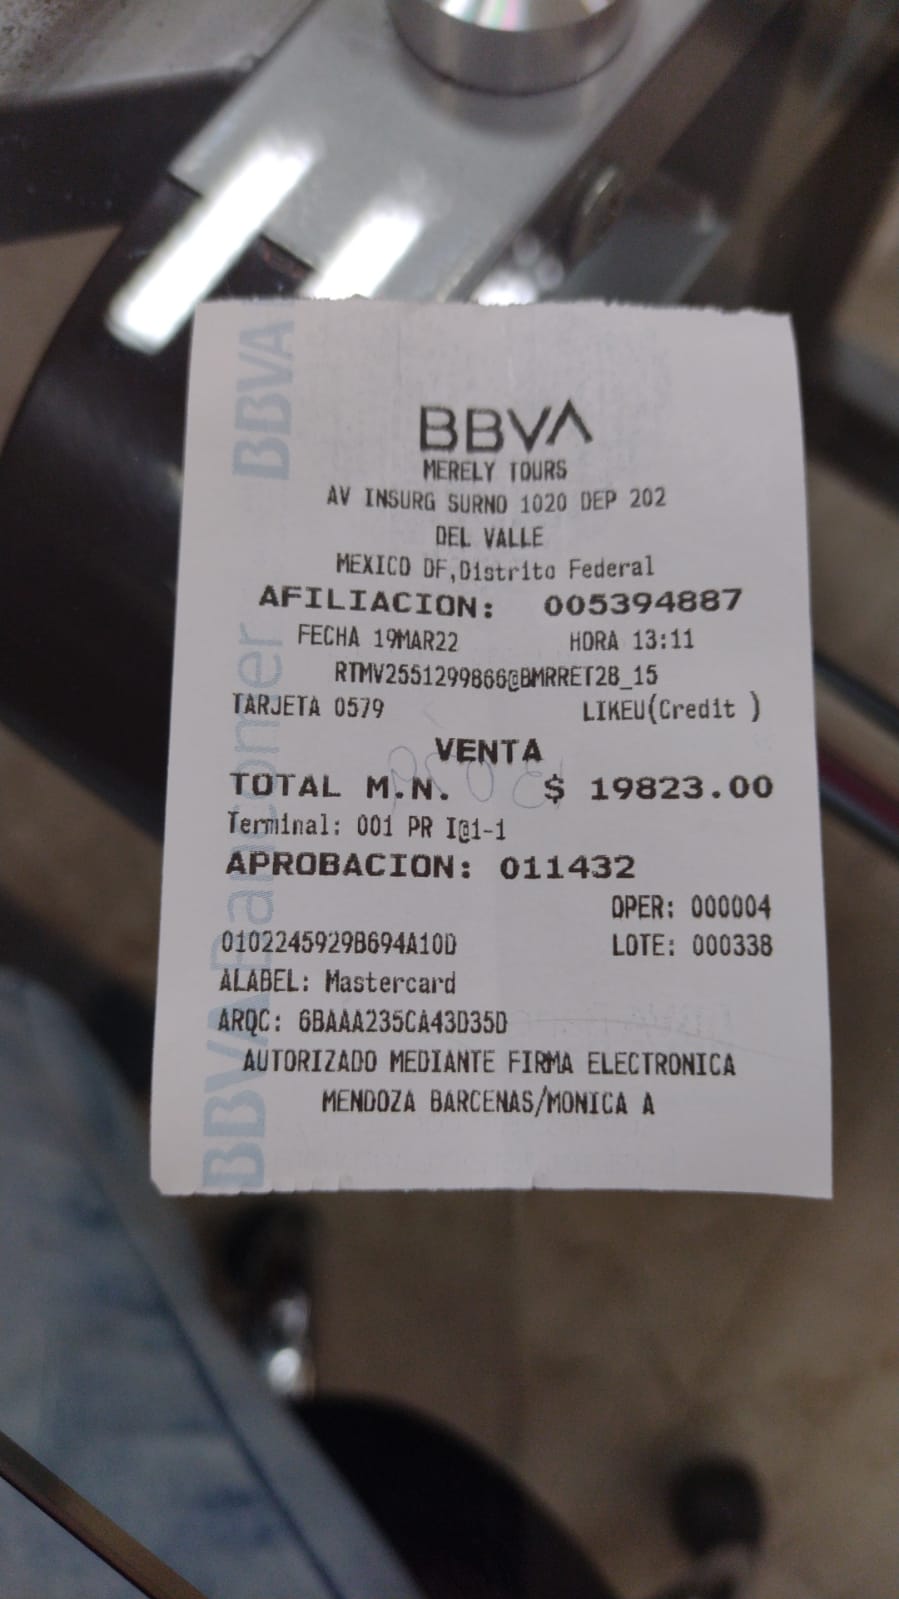 BBVA
MERELY TOURS
AV INSURG SURNO 1020 DEP 202
DEL VALLE
MEXICO DF,Distrito Federal
AFILIACION: 005394887
FECHA 19MAR22 HORA 13:11
RTMV2551299866@BMRRET28_15
TARJETA 0579 LIKEU(Credit )
VENTA
TOTAL M.N. $ 19823.00
Terminal: 001 PR I@1-1
APROBACION: 011432
OPER: 000004
0102245929B694A10D LOTE: 000338
ALABEL: Mastercard
ARQC: 6BAAA235CA43D35D
AUTORIZADO MEDIANTE FIRMA ELECTRONICA
MENDOZA BARCENAS/MONICA A
BBVA
BBVA Bancomer